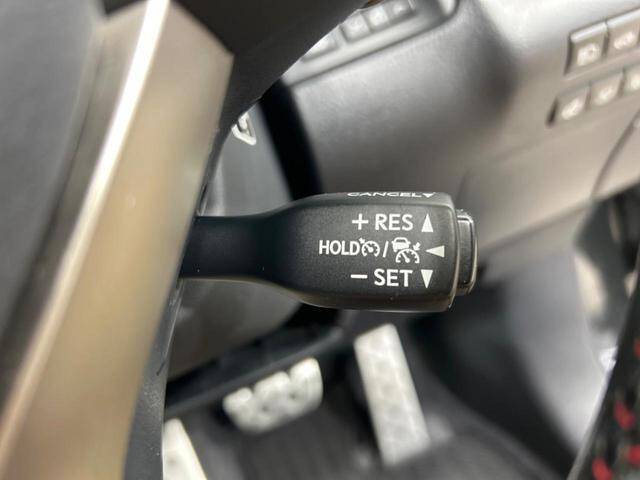 CANCEL▼
+ RES ▲
HOLD / ◀
− SET ▼